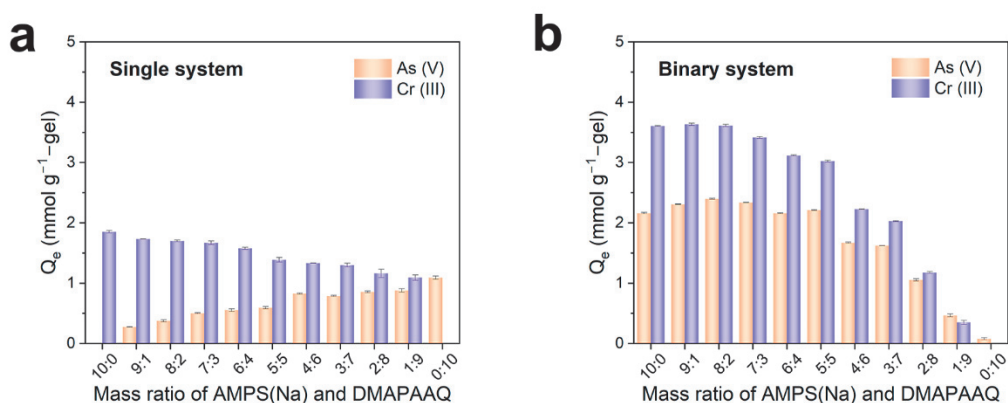 a
Single system
As (V)
Cr (III)
Qe (mmol g⁻¹–gel)
5
4
3
2
1
0
10:0 9:1 8:2 7:3 6:4 5:5 4:6 3:7 2:8 1:9 0:10
Mass ratio of AMPS(Na) and DMAPAAQ
b
Binary system
As (V)
Cr (III)
Qe (mmol g⁻¹–gel)
5
4
3
2
1
0
10:0 9:1 8:2 7:3 6:4 5:5 4:6 3:7 2:8 1:9 0:10
Mass ratio of AMPS(Na) and DMAPAAQ